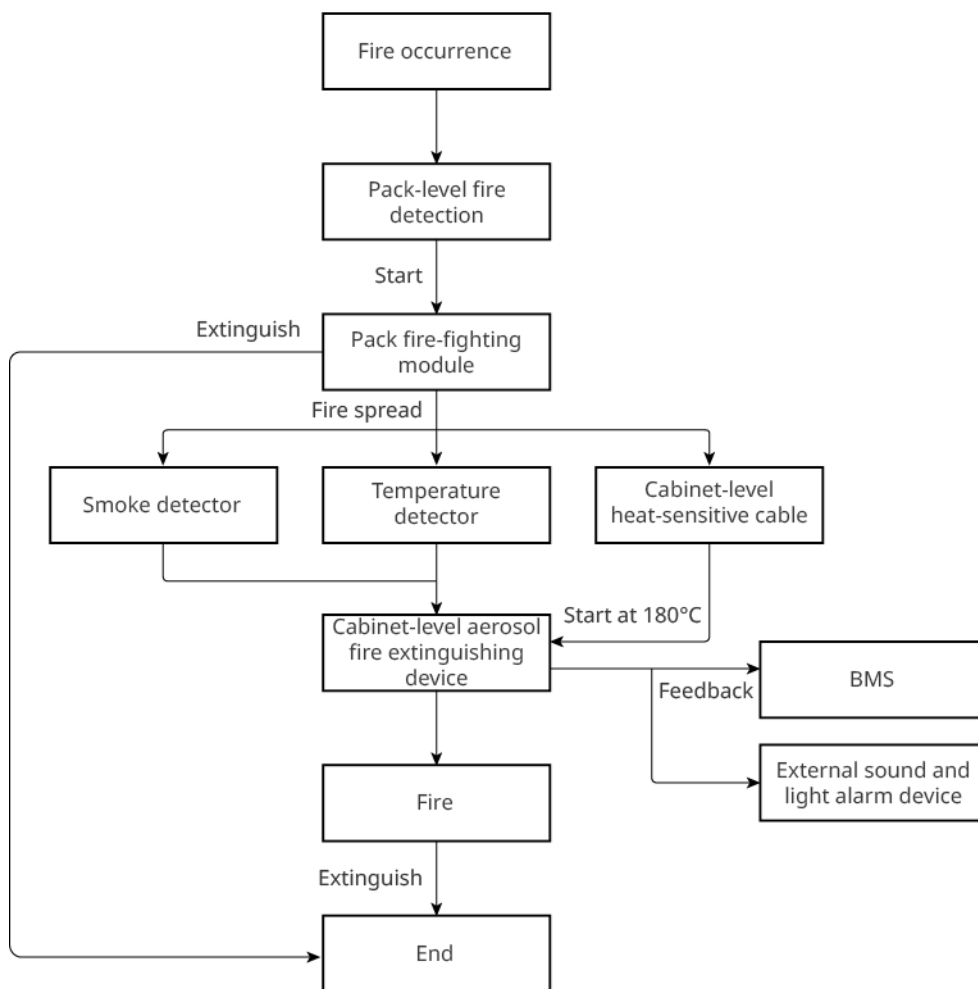 Fire occurrence
Pack-level fire
detection
Start
Extinguish
Pack fire-fighting
module
Fire spread
Smoke detector
Temperature
detector
Cabinet-level
heat-sensitive cable
Start at 180°C
Cabinet-level aerosol
fire extinguishing
device
Feedback
BMS
External sound and
light alarm device
Fire
Extinguish
End